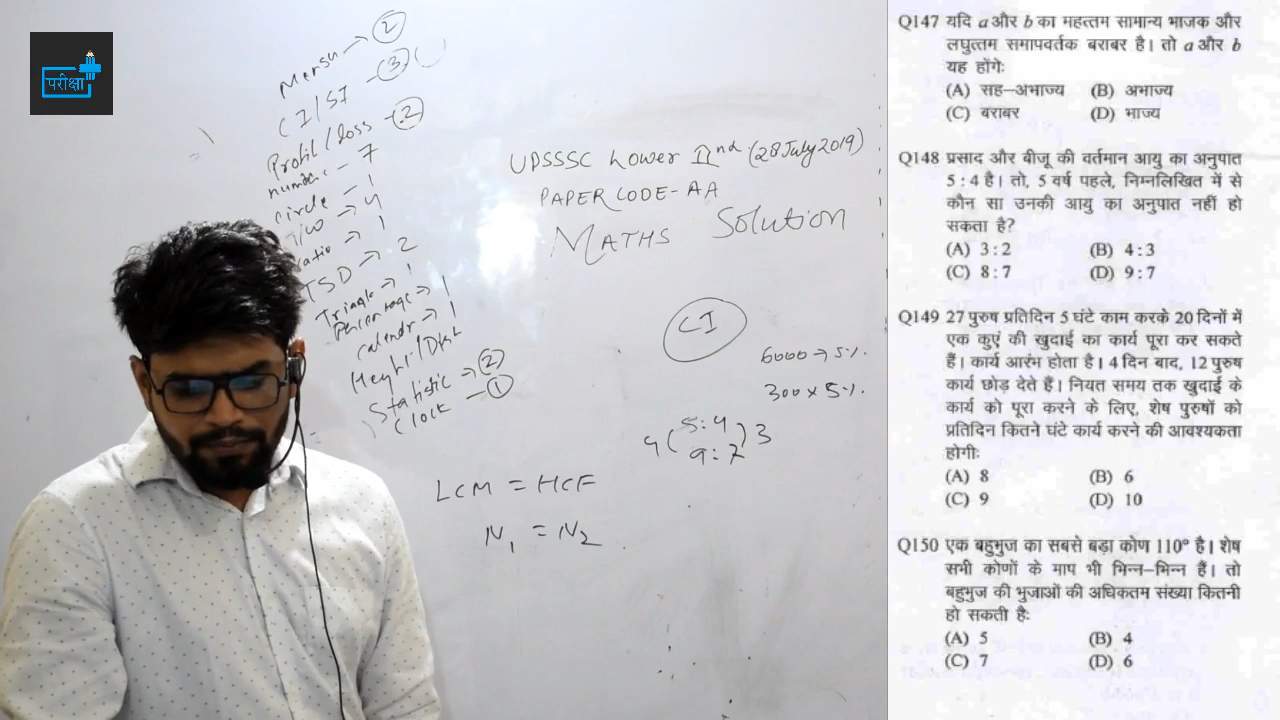 परीक्षा
Mensu → 2
CI/SI - 3
Profit/loss - 2
number - 7
circle - 1
T/W → 4
ratio → 1
TSD → 2
Triangle → 1
Percentage → 1
calendr → 1
Height/Dist
Statistic → 2
Clock - 1
UPSSSC Lower IInd (28 July 2019)
PAPER CODE-AA
MATHS Solution
CI
6000 → 5%.
300 x 5%.
4 ( 5:4 ) 3
9:7
LCM = HCF
N1 = N2
Q147 यदि a और b का महत्तम सामान्य भाजक और
लघुत्तम समापवर्तक बराबर है। तो a और b
यह होंगेः
(A) सह-अभाज्य (B) अभाज्य
(C) बराबर (D) भाज्य
Q148 प्रसाद और बीजू की वर्तमान आयु का अनुपात
5 : 4 है। तो, 5 वर्ष पहले, निम्नलिखित में से
कौन सा उनकी आयु का अनुपात नहीं हो
सकता है?
(A) 3 : 2 (B) 4 : 3
(C) 8 : 7 (D) 9 : 7
Q149 27 पुरुष प्रतिदिन 5 घंटे काम करके 20 दिनों में
एक कुएं की खुदाई का कार्य पूरा कर सकते
हैं। कार्य आरंभ होता है। 4 दिन बाद, 12 पुरुष
कार्य छोड़ देते हैं। नियत समय तक खुदाई के
कार्य को पूरा करने के लिए, शेष पुरुषों को
प्रतिदिन कितने घंटे कार्य करने की आवश्यकता
होगीः
(A) 8 (B) 6
(C) 9 (D) 10
Q150 एक बहुभुज का सबसे बड़ा कोण 110° है। शेष
सभी कोणों के माप भी भिन्न-भिन्न हैं। तो
बहुभुज की भुजाओं की अधिकतम संख्या कितनी
हो सकती हैः
(A) 5 (B) 4
(C) 7 (D) 6